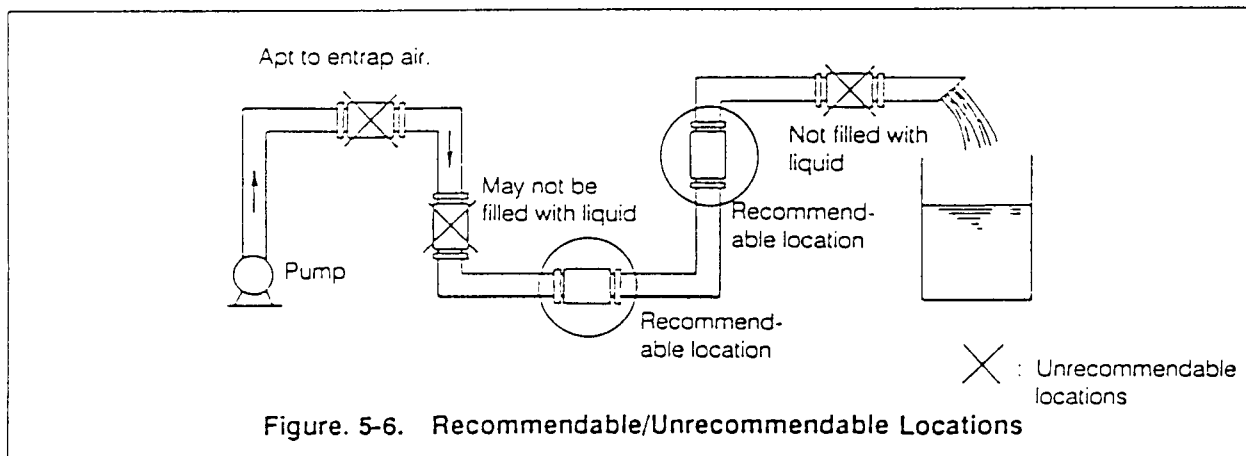 Apt to entrap air.
Not filled with
liquid
May not be
filled with liquid
Recommend-
able location
Pump
Recommend-
able location
: Unrecommendable
locations
Figure. 5-6. Recommendable/Unrecommendable Locations